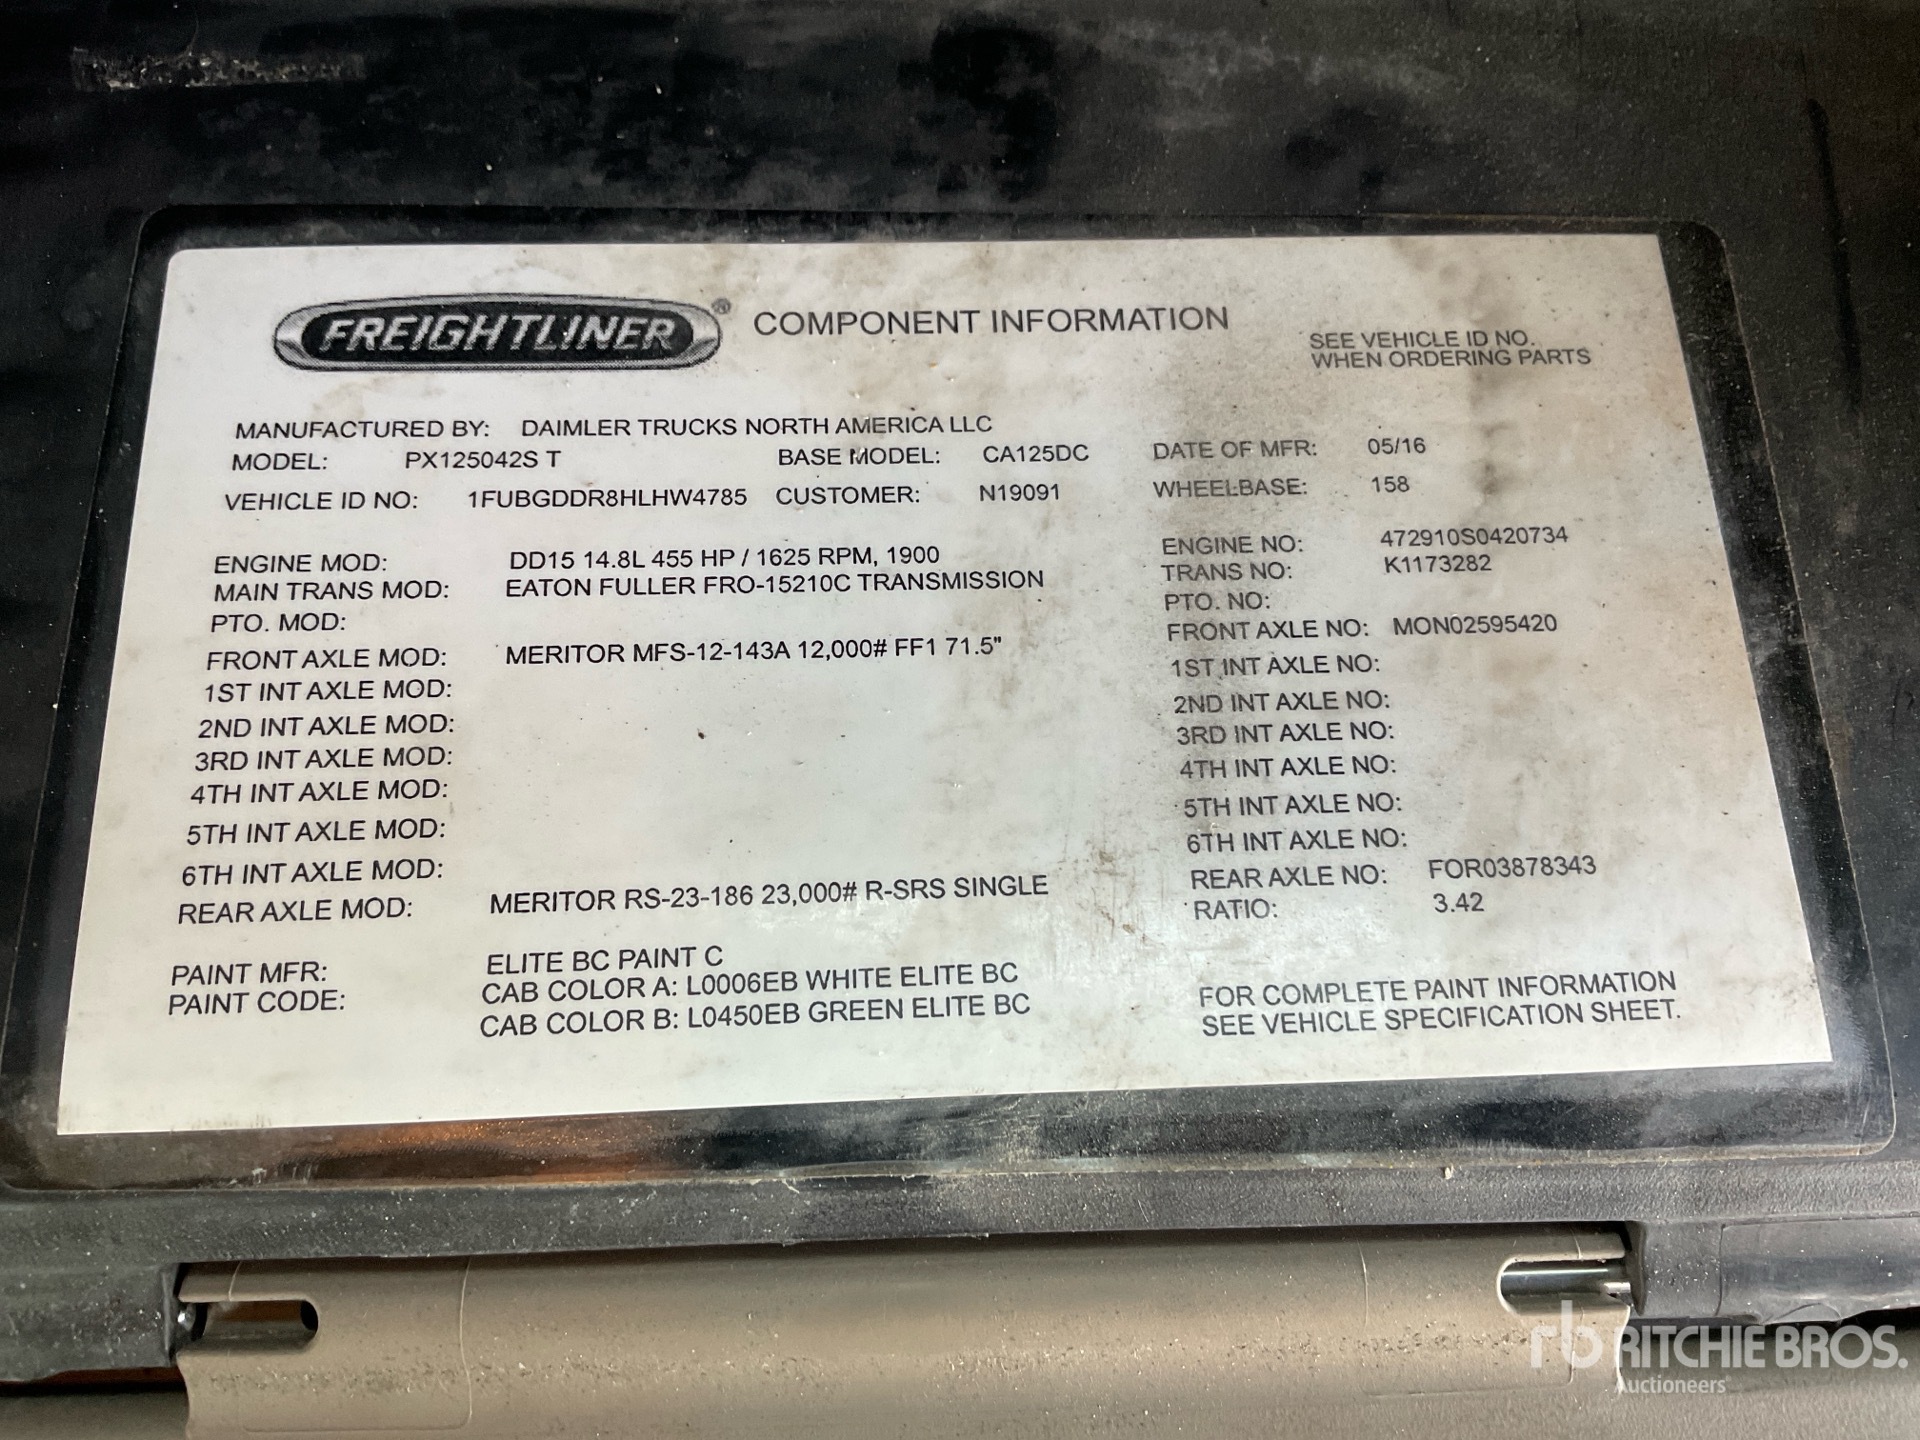 FREIGHTLINER ® COMPONENT INFORMATION
SEE VEHICLE ID NO.
WHEN ORDERING PARTS
MANUFACTURED BY: DAIMLER TRUCKS NORTH AMERICA LLC
MODEL: PX125042S T BASE MODEL: CA125DC DATE OF MFR: 05/16
VEHICLE ID NO: 1FUBGDDR8HLHW4785 CUSTOMER: N19091 WHEELBASE: 158
ENGINE MOD: DD15 14.8L 455 HP / 1625 RPM, 1900 ENGINE NO: 472910S0420734
MAIN TRANS MOD: EATON FULLER FRO-15210C TRANSMISSION TRANS NO: K1173282
PTO. MOD: PTO. NO:
FRONT AXLE MOD: MERITOR MFS-12-143A 12,000# FF1 71.5" FRONT AXLE NO: MON02595420
1ST INT AXLE MOD: 1ST INT AXLE NO:
2ND INT AXLE MOD: 2ND INT AXLE NO:
3RD INT AXLE MOD: 3RD INT AXLE NO:
4TH INT AXLE MOD: 4TH INT AXLE NO:
5TH INT AXLE MOD: 5TH INT AXLE NO:
6TH INT AXLE MOD: 6TH INT AXLE NO:
REAR AXLE MOD: MERITOR RS-23-186 23,000# R-SRS SINGLE REAR AXLE NO: FOR03878343
RATIO: 3.42
PAINT MFR: ELITE BC PAINT C
PAINT CODE: CAB COLOR A: L0006EB WHITE ELITE BC
CAB COLOR B: L0450EB GREEN ELITE BC
FOR COMPLETE PAINT INFORMATION
SEE VEHICLE SPECIFICATION SHEET.
rb RITCHIE BROS.
Auctioneers